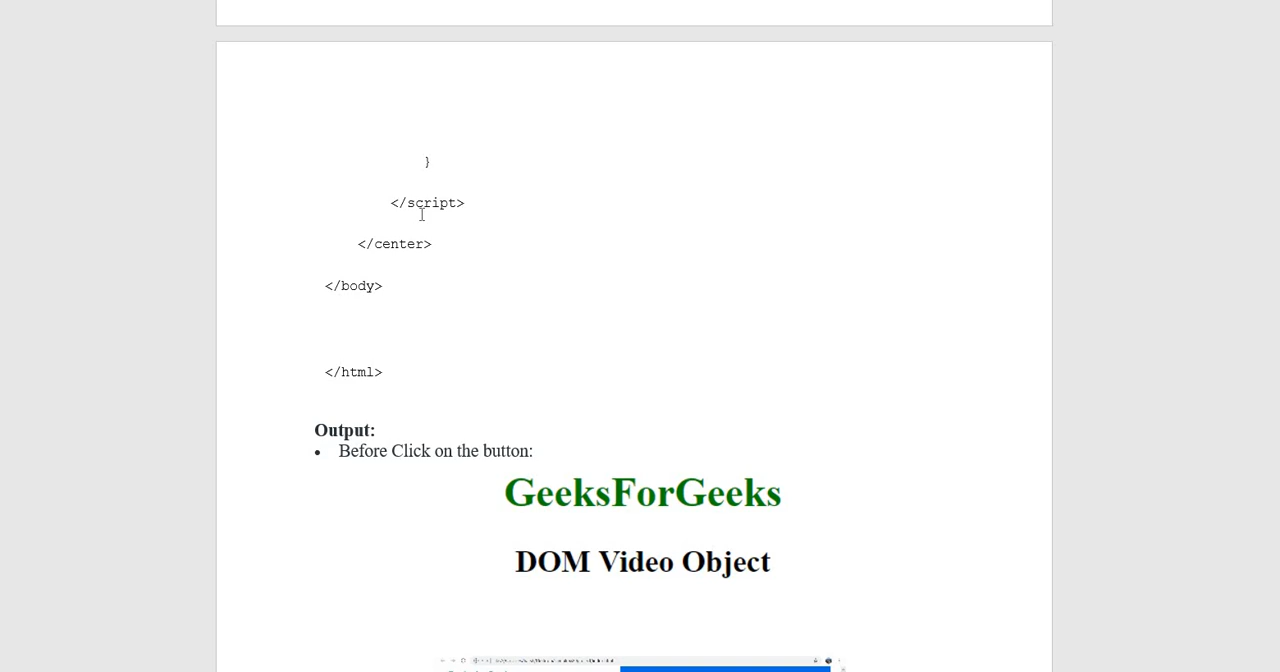 }
</script>
</center>
</body>
</html>
Output:
• Before Click on the button:
GeeksForGeeks
DOM Video Object